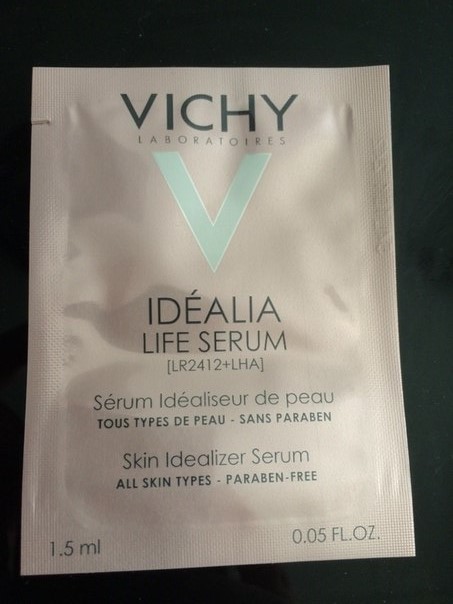 VICHY
LABORATOIRES
V
IDÉALIA
LIFE SERUM
[LR2412+LHA]
Sérum Idéaliseur de peau
TOUS TYPES DE PEAU - SANS PARABEN
Skin Idealizer Serum
ALL SKIN TYPES - PARABEN-FREE
1.5 ml 0.05 FL.OZ.